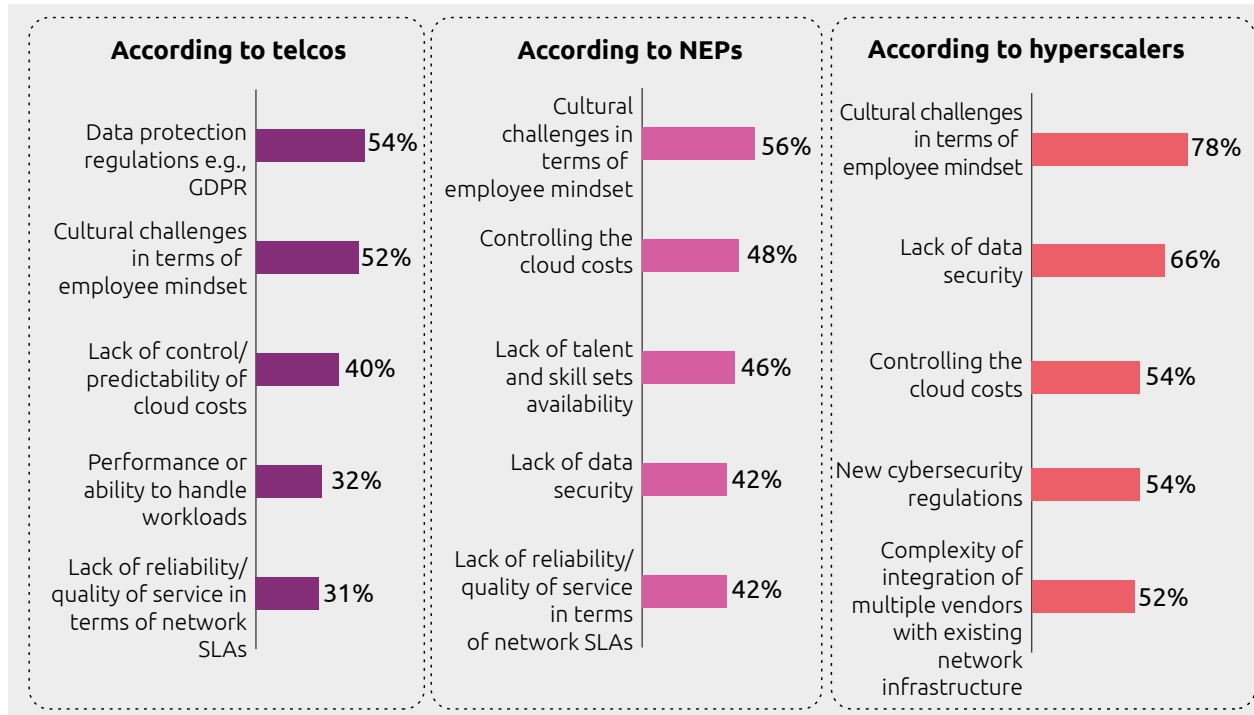 According to telcos
Data protection
regulations e.g.,
GDPR
54%
Cultural challenges
in terms of
employee mindset
52%
Lack of control/
predictability of
cloud costs
40%
Performance or
ability to handle
workloads
32%
Lack of reliability/
quality of service in
terms of network
SLAs
31%
According to NEPs
Cultural
challenges in
terms of
employee mindset
56%
Controlling the
cloud costs
48%
Lack of talent
and skill sets
availability
46%
Lack of data
security
42%
Lack of reliability/
quality of service
in terms
of network SLAs
42%
According to hyperscalers
Cultural challenges
in terms of
employee mindset
78%
Lack of data
security
66%
Controlling the
cloud costs
54%
New cybersecurity
regulations
54%
Complexity of
integration of
multiple vendors
with existing
network
infrastructure
52%